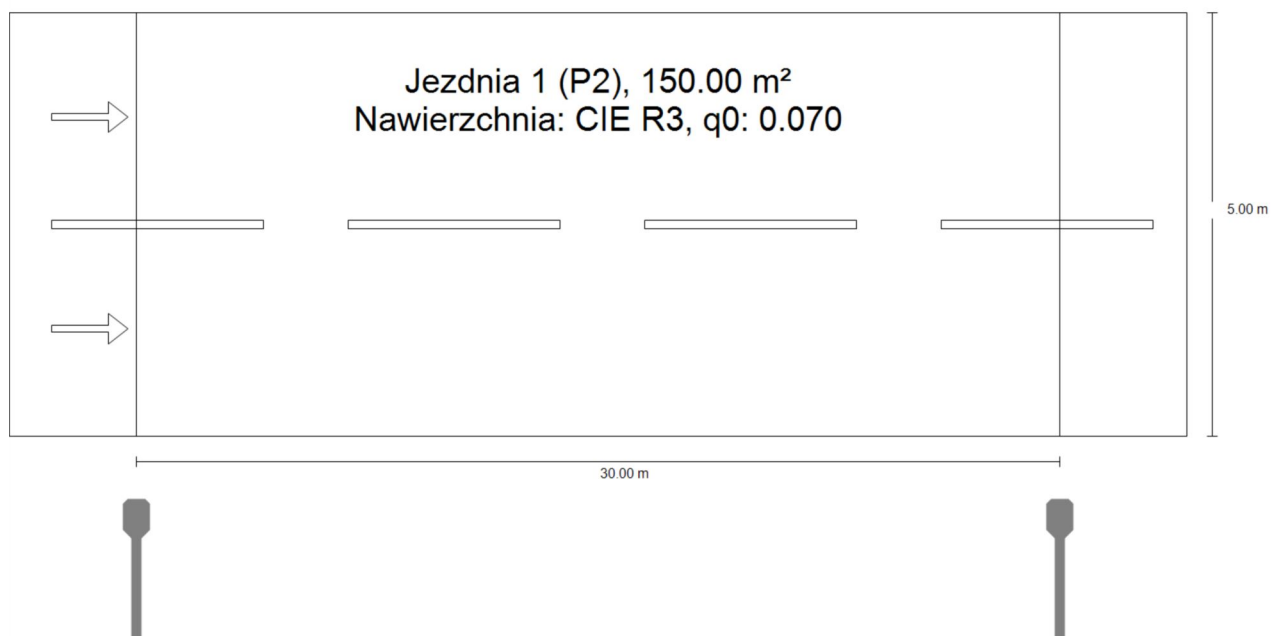 Jezdnia 1 (P2), 150.00 m²
Nawierzchnia: CIE R3, q0: 0.070
5.00 m
30.00 m